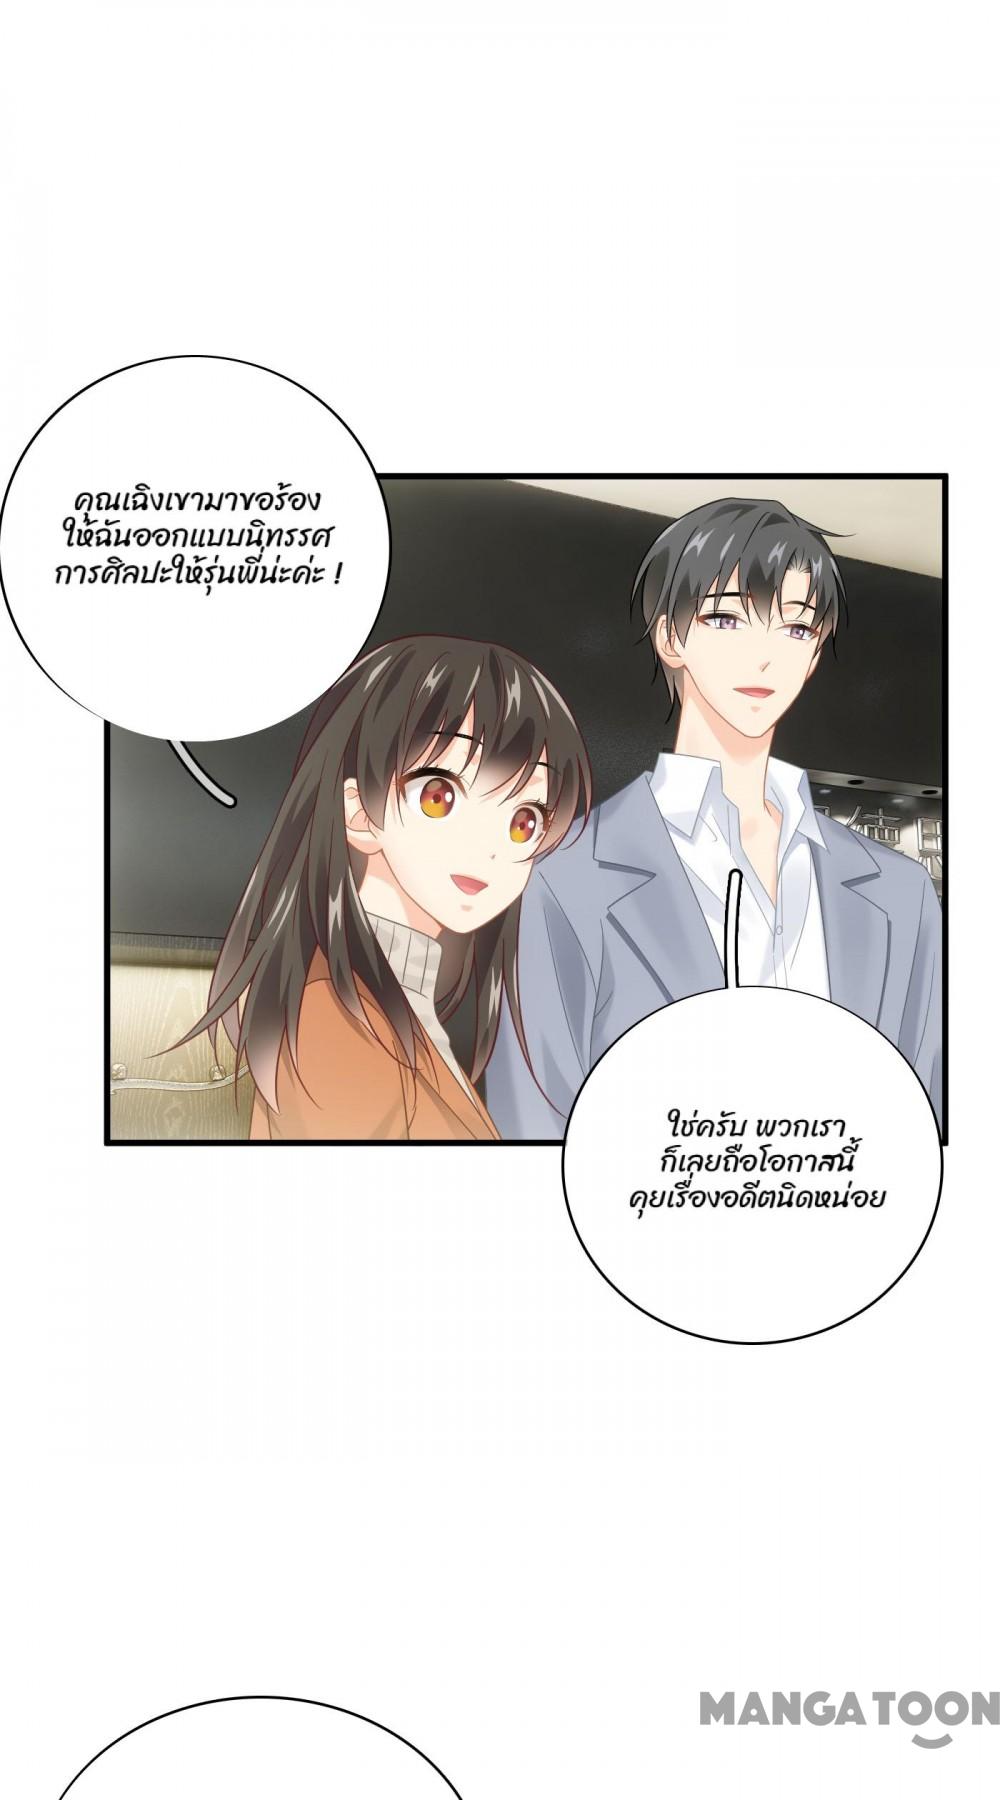 คุณเฉิงเขามาขอร้อง
ให้ฉันออกแบบนิทรรศ
การศิลปะให้รุ่นพี่น่ะค่ะ !
ใช่ครับ พวกเรา
ก็เลยถือโอกาสนี้
คุยเรื่องอดีตนิดหน่อย
MANGATOON